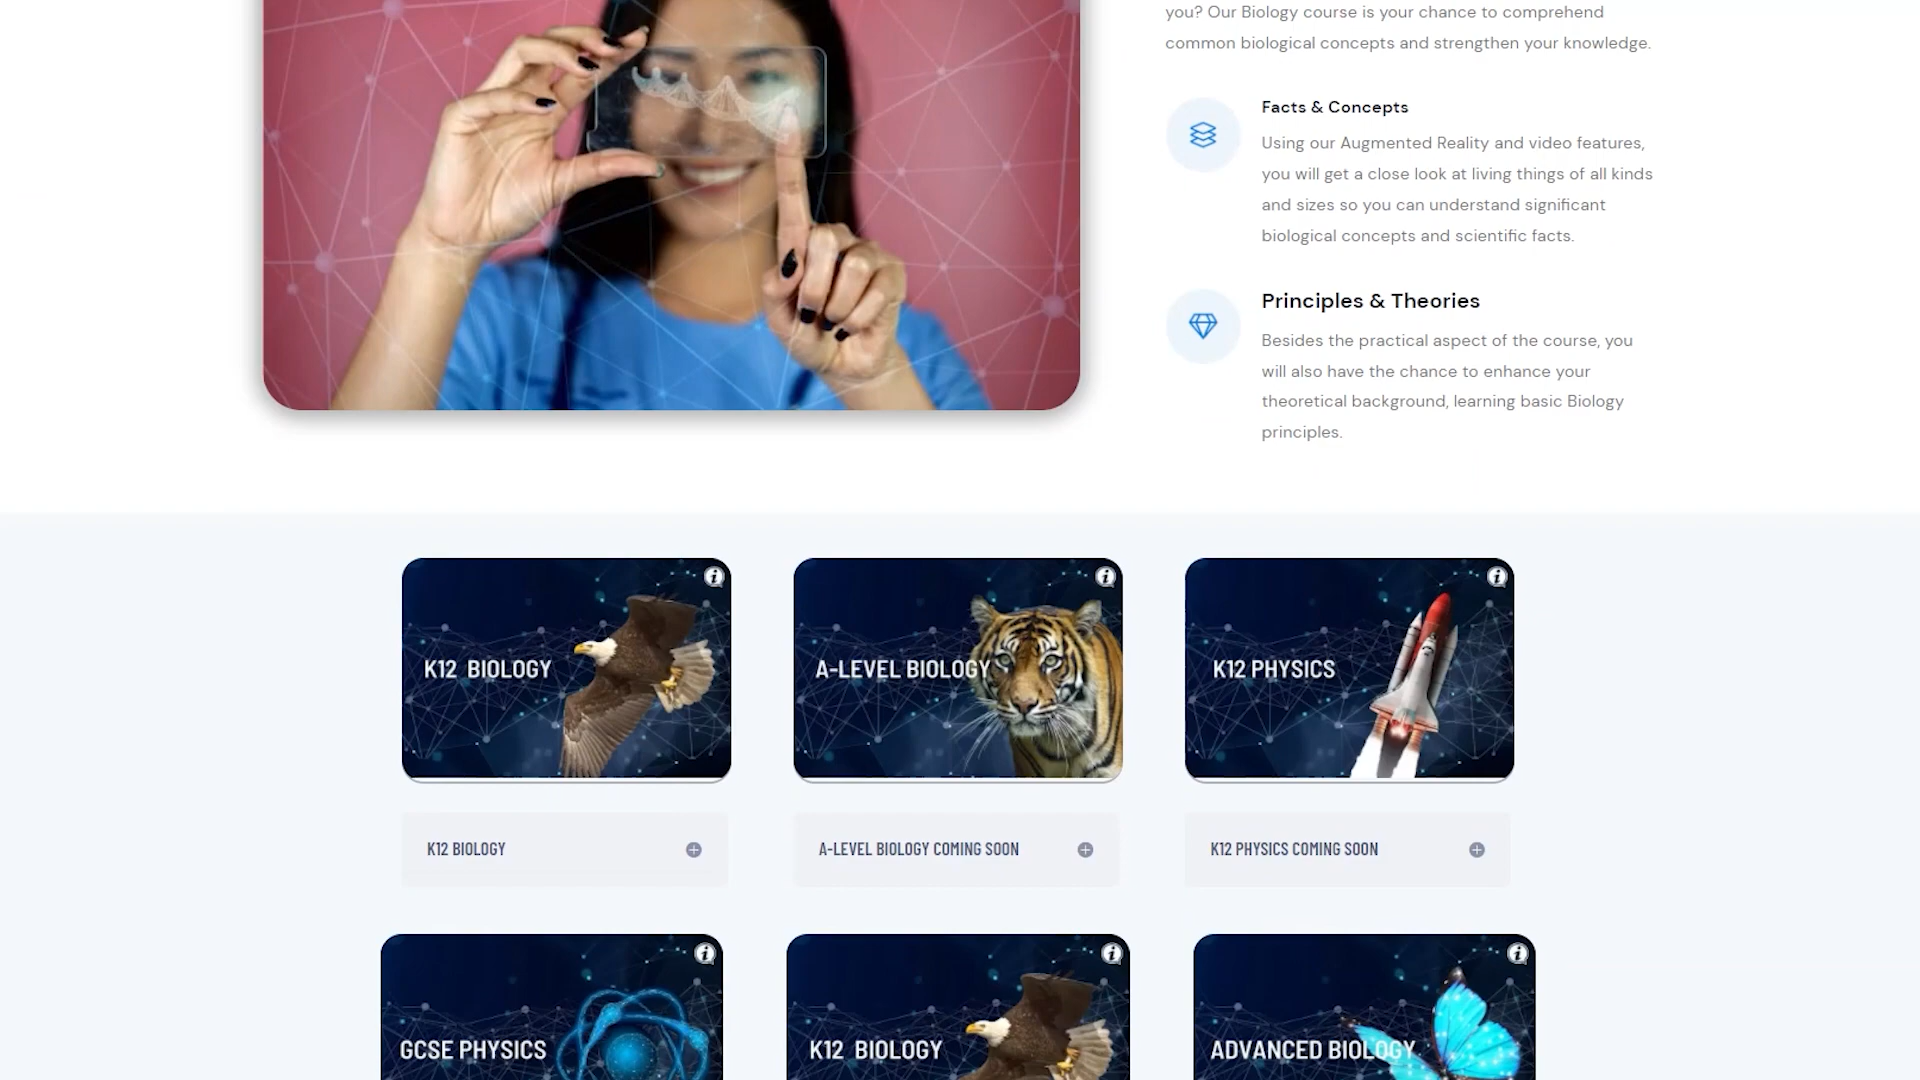 you? Our Biology course is your chance to comprehend
common biological concepts and strengthen your knowledge.
Facts & Concepts
Using our Augmented Reality and video features,
you will get a close look at living things of all kinds
and sizes so you can understand significant
biological concepts and scientific facts.
Principles & Theories
Besides the practical aspect of the course, you
will also have the chance to enhance your
theoretical background, learning basic Biology
principles.
K12 BIOLOGY
A-LEVEL BIOLOGY
K12 PHYSICS
K12 BIOLOGY
A-LEVEL BIOLOGY COMING SOON
K12 PHYSICS COMING SOON
GCSE PHYSICS
K12 BIOLOGY
ADVANCED BIOLOGY